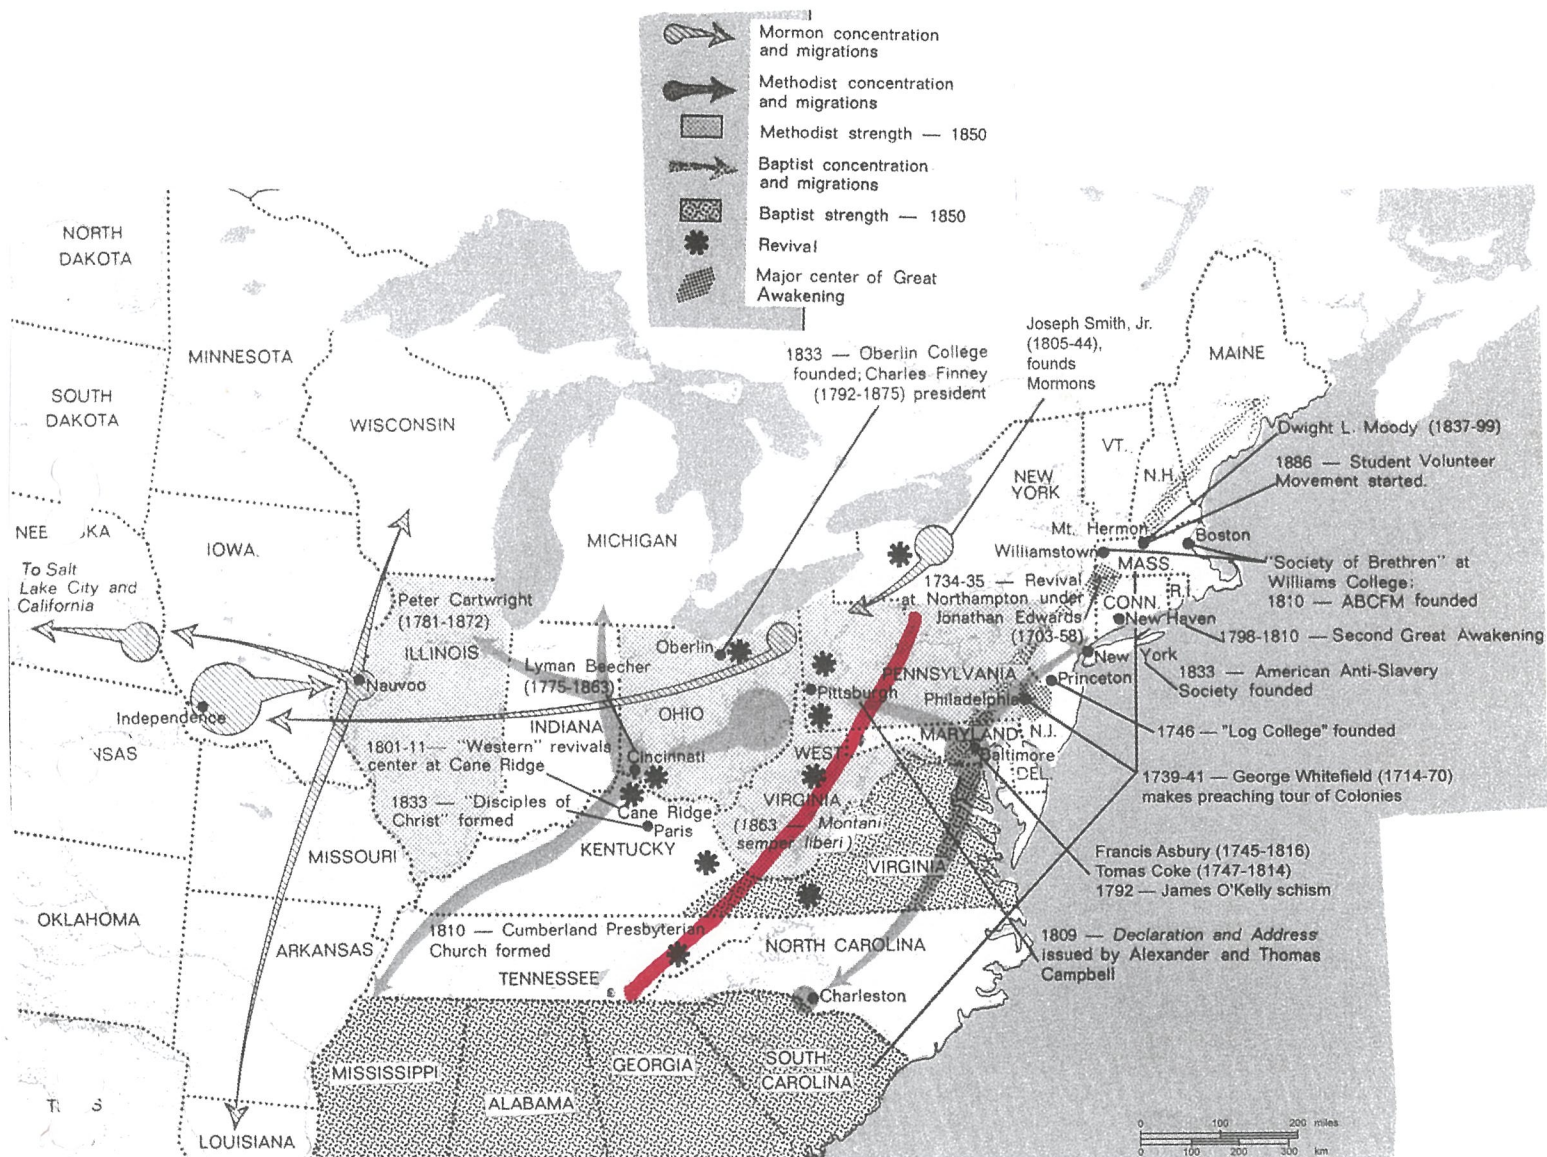 Mormon concentration
and migrations
Methodist concentration
and migrations
Methodist strength — 1850
Baptist concentration
and migrations
Baptist strength — 1850
Revival
Major center of Great
Awakening
NORTH
DAKOTA
MINNESOTA
SOUTH
DAKOTA
WISCONSIN
IOWA
To Salt
Lake City and
California
MICHIGAN
1833 — Oberlin College
founded; Charles Finney
(1792-1875) president
Joseph Smith, Jr.
(1805-44),
founds
Mormons
MAINE
VT.
N.H.
NEW
YORK
Dwight L. Moody (1837-99)
1886 — Student Volunteer
Movement started.
Mt. Hermon
Boston
Williamstown
MASS.
"Society of Brethren" at
Williams College;
1810 — ABCFM founded
1734-35 — Revival
at Northampton under
Jonathan Edwards
(1703-58)
CONN.
R.I.
New Haven
1798-1810 — Second Great Awakening
New York
1833 — American Anti-Slavery
Society founded
Princeton
1746 — "Log College" founded
PENNSYLVANIA
Philadelphia
Pittsburgh
MARYLAND
N.J.
Baltimore
DEL.
1739-41 — George Whitefield (1714-70)
makes preaching tour of Colonies
Peter Cartwright
(1781-1872)
ILLINOIS
Nauvoo
Independence
Lyman Beecher
(1775-1863)
Oberlin
INDIANA
OHIO
1801-11— "Western" revivals
center at Cane Ridge
Cincinnati
1833 — "Disciples of
Christ" formed
Cane Ridge
Paris
KENTUCKY
MISSOURI
WEST
VIRGINIA
(1863 — Montani
semper liberi)
VIRGINIA
Francis Asbury (1745-1816)
Tomas Coke (1747-1814)
1792 — James O'Kelly schism
1809 — Declaration and Address
issued by Alexander and Thomas
Campbell
OKLAHOMA
ARKANSAS
1810 — Cumberland Presbyterian
Church formed
TENNESSEE
NORTH CAROLINA
Charleston
MISSISSIPPI
ALABAMA
GEORGIA
SOUTH
CAROLINA
LOUISIANA
0 100 200 miles
0 100 200 300 km